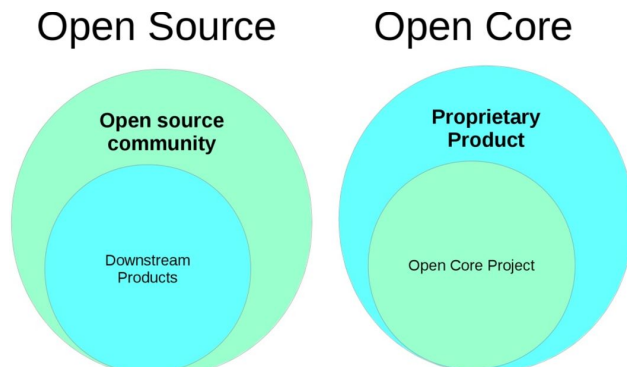 Open Source
Open Core
Open source
community
Downstream
Products
Proprietary
Product
Open Core Project